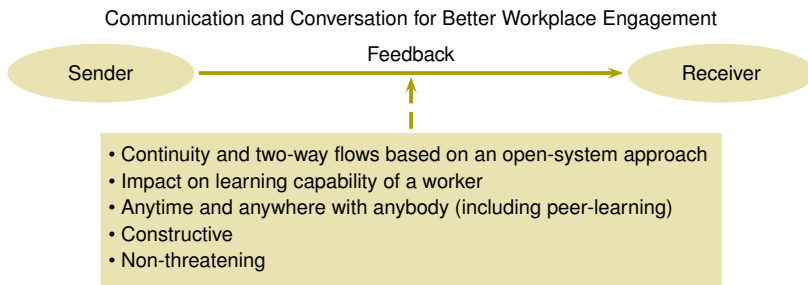 Communication and Conversation for Better Workplace Engagement
Feedback
Sender
Receiver
• Continuity and two-way flows based on an open-system approach
• Impact on learning capability of a worker
• Anytime and anywhere with anybody (including peer-learning)
• Constructive
• Non-threatening